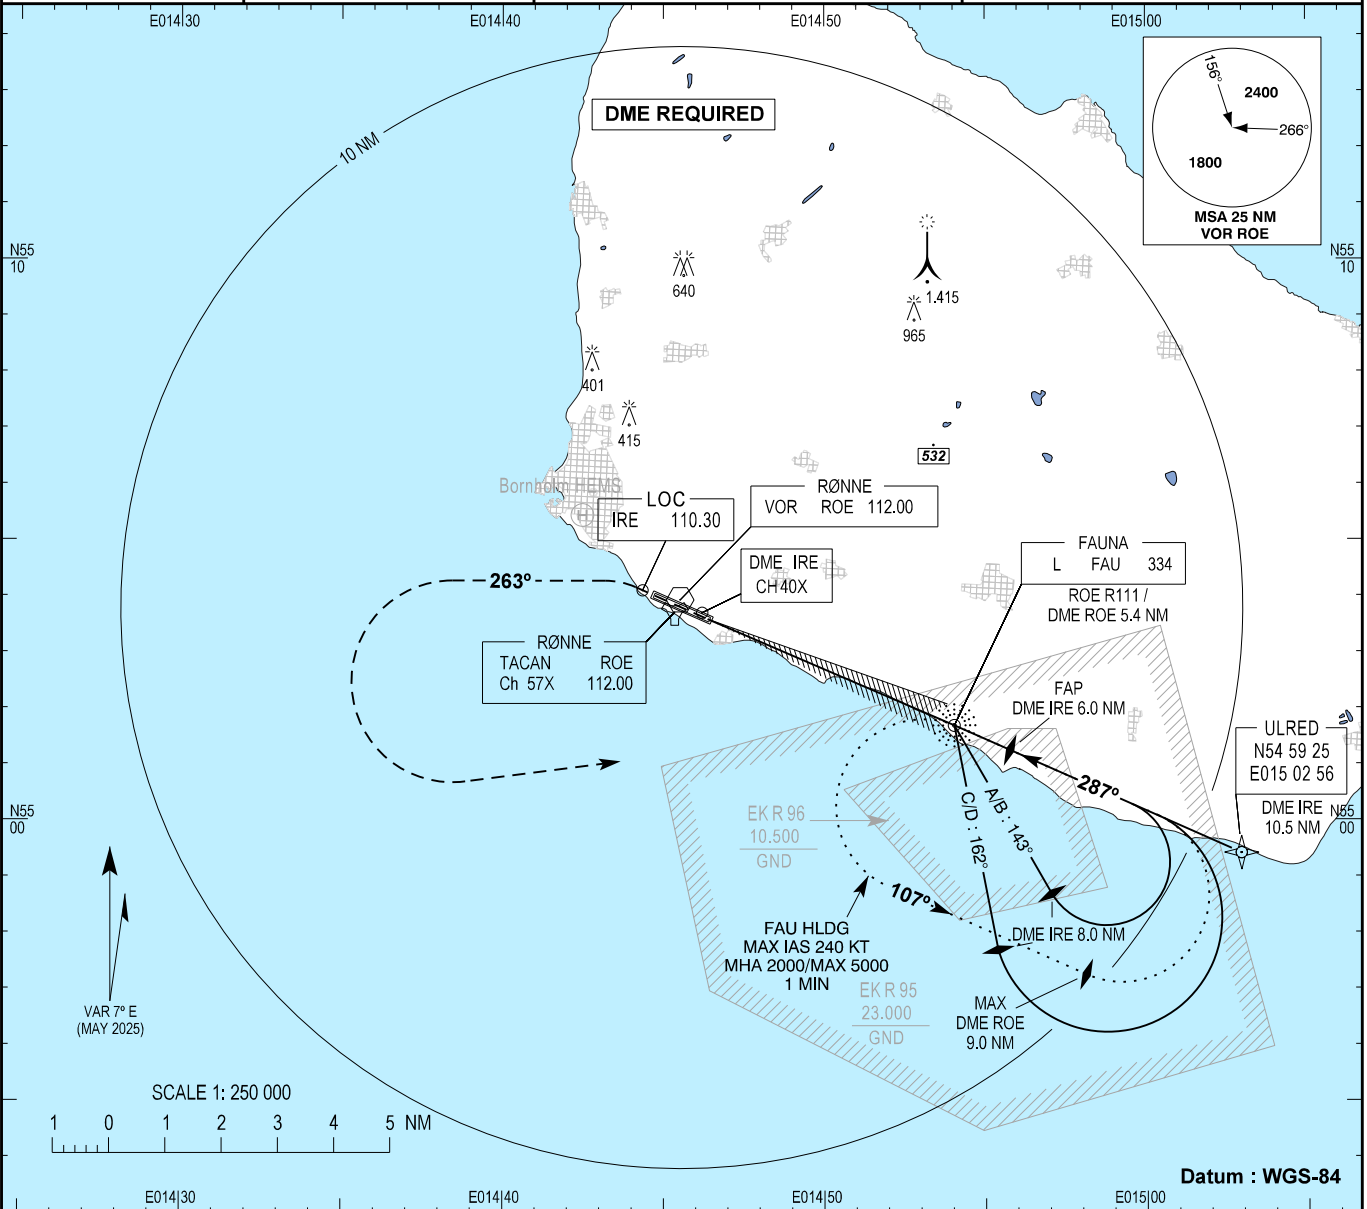 E014 30
E014 40
E014 50
E015 00
10 NM
DME REQUIRED
156°
2400
266°
1800
MSA 25 NM
VOR ROE
N55
10
N55
10
640
1.415
965
401
415
532
Bornholm HEMS
H
LOC
IRE 110.30
RØNNE
VOR ROE 112.00
DME IRE
CH 40X
FAUNA
L FAU 334
ROE R111 /
DME ROE 5.4 NM
263°
RØNNE
TACAN ROE
Ch 57X 112.00
FAP
DME IRE 6.0 NM
ULRED
N54 59 25
E015 02 56
DME IRE
10.5 NM
287°
N55
00
N55
00
A/B : 143°
C/D : 162°
EK R 96
10.500
GND
107°
FAU HLDG
MAX IAS 240 KT
MHA 2000/MAX 5000
1 MIN
DME IRE 8.0 NM
EK R 95
23.000
GND
MAX
DME ROE
9.0 NM
VAR 7° E
(MAY 2025)
SCALE 1: 250 000
1 0 1 2 3 4 5 NM
Datum : WGS-84
E014 30
E014 40
E014 50
E015 00